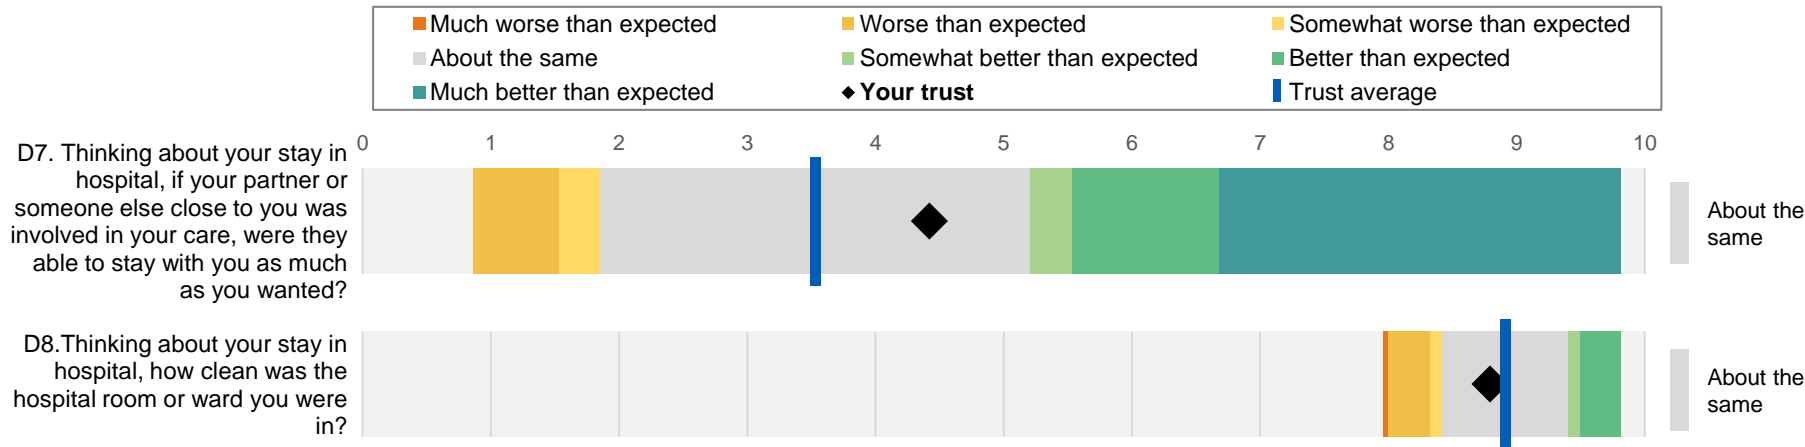 Much worse than expected
Worse than expected
Somewhat worse than expected
About the same
Somewhat better than expected
Better than expected
Much better than expected
Your trust
Trust average
0 1 2 3 4 5 6 7 8 9 10
D7. Thinking about your stay in
hospital, if your partner or
someone else close to you was
involved in your care, were they
able to stay with you as much
as you wanted?
About the
same
D8.Thinking about your stay in
hospital, how clean was the
hospital room or ward you were
in?
About the
same